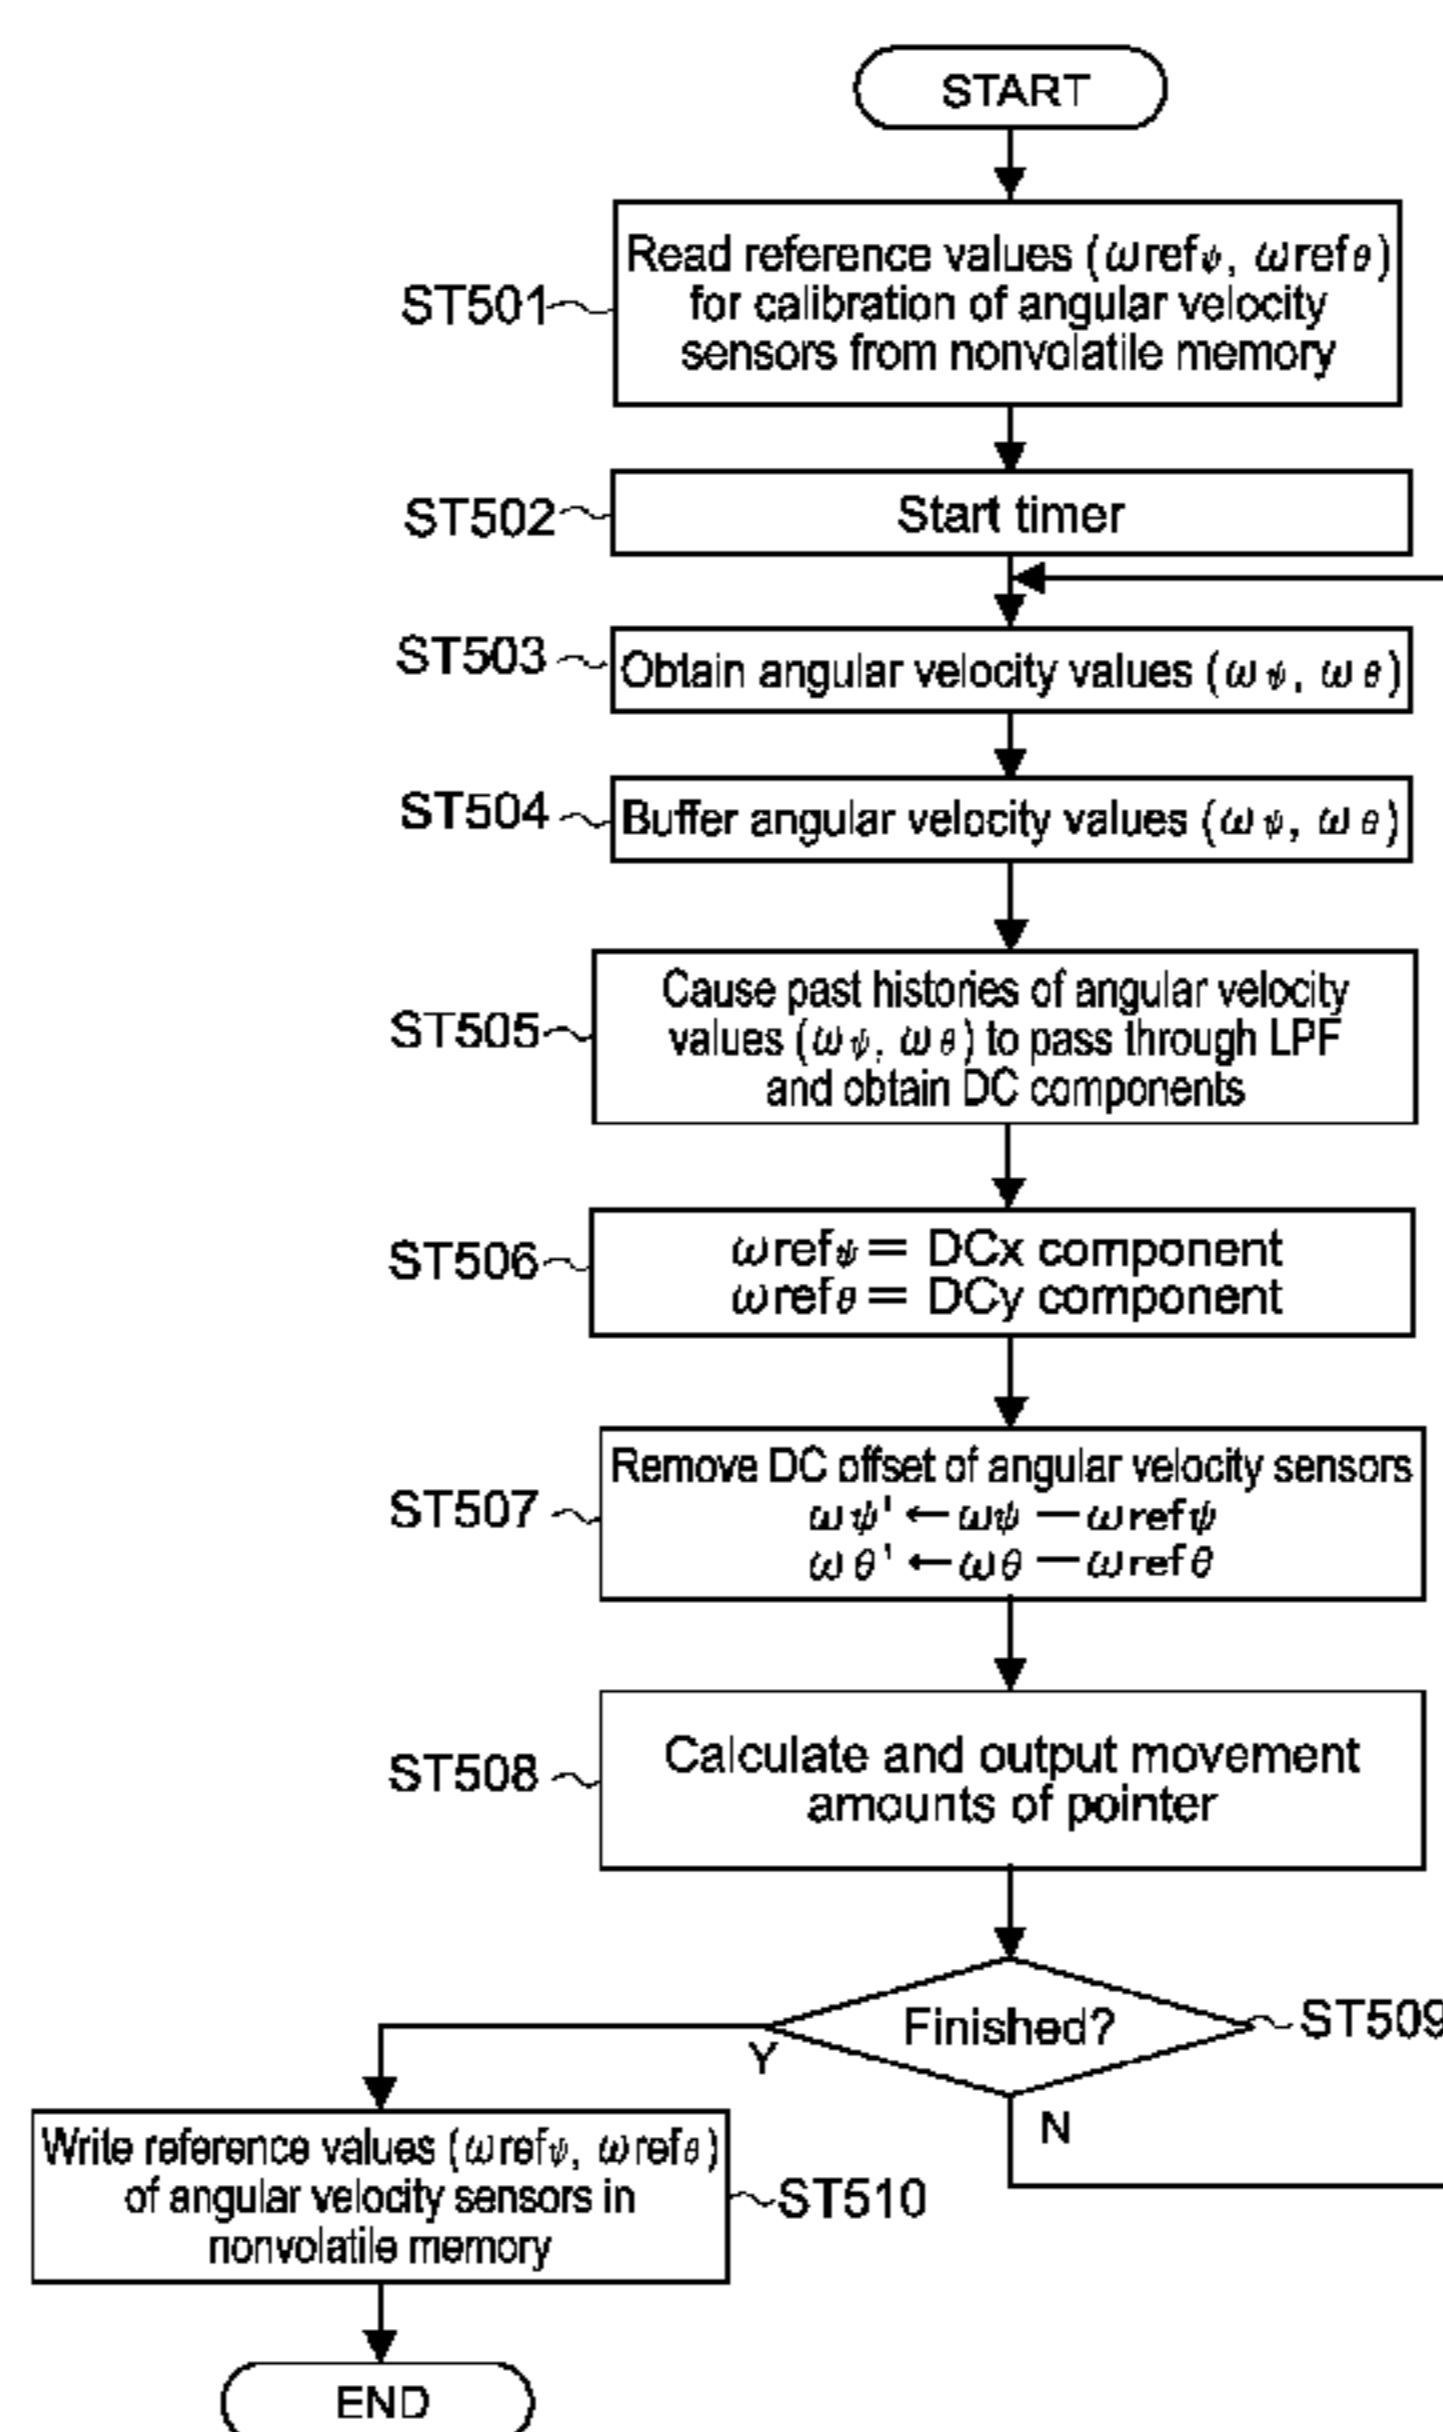 START
ST501
Read reference values (ωrefψ, ωrefθ)
for calibration of angular velocity
sensors from nonvolatile memory
ST502
Start timer
ST503
Obtain angular velocity values (ωψ, ωθ)
ST504
Buffer angular velocity values (ωψ, ωθ)
ST505
Cause past histories of angular velocity
values (ωψ, ωθ) to pass through LPF
and obtain DC components
ST506
ωrefψ = DCx component
ωrefθ = DCy component
ST507
Remove DC offset of angular velocity sensors
ωψ' ← ωψ — ωrefψ
ωθ' ← ωθ — ωrefθ
ST508
Calculate and output movement
amounts of pointer
Finished?
ST509
Y
N
Write reference values (ωrefψ, ωrefθ)
of angular velocity sensors in
nonvolatile memory
ST510
END